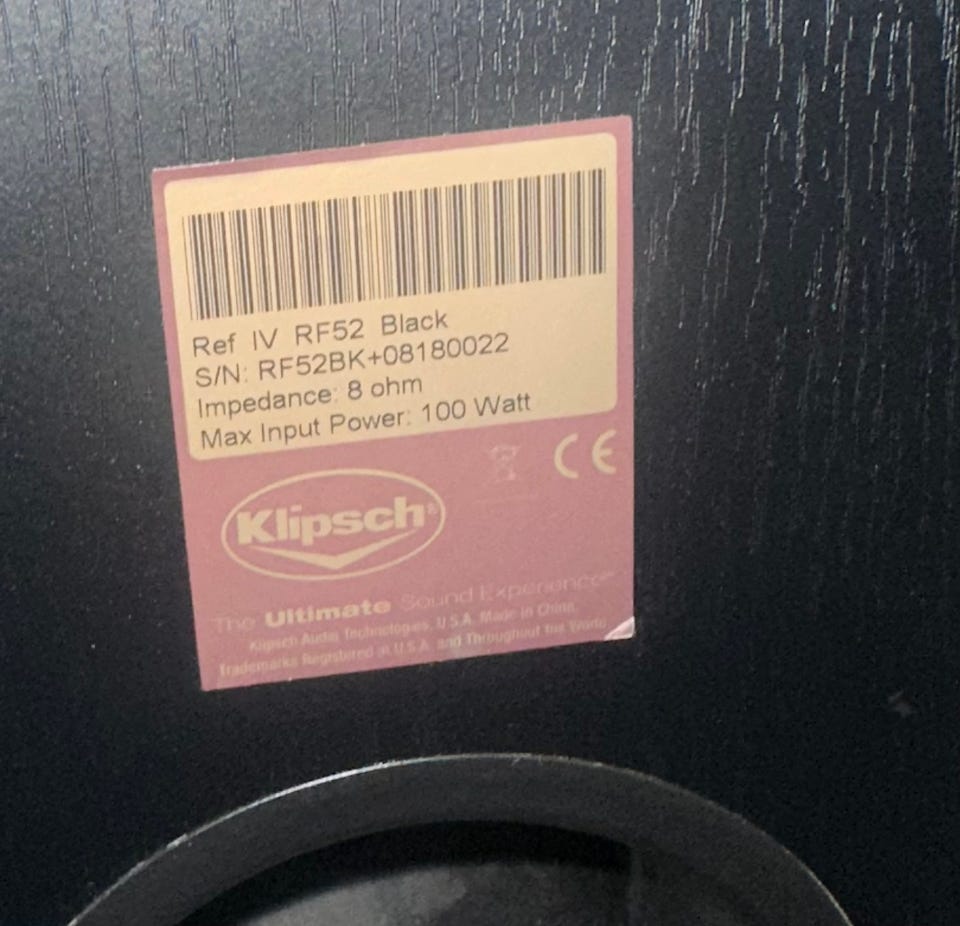 Ref IV RF52 Black
S/N: RF52BK+08180022
Impedance: 8 ohm
Max Input Power: 100 Watt
CE
Klipsch®
The Ultimate Sound Experience℠
Klipsch Audio Technologies, U.S.A. Made in China.
Trademarks Registered in U.S.A. and Throughout the World